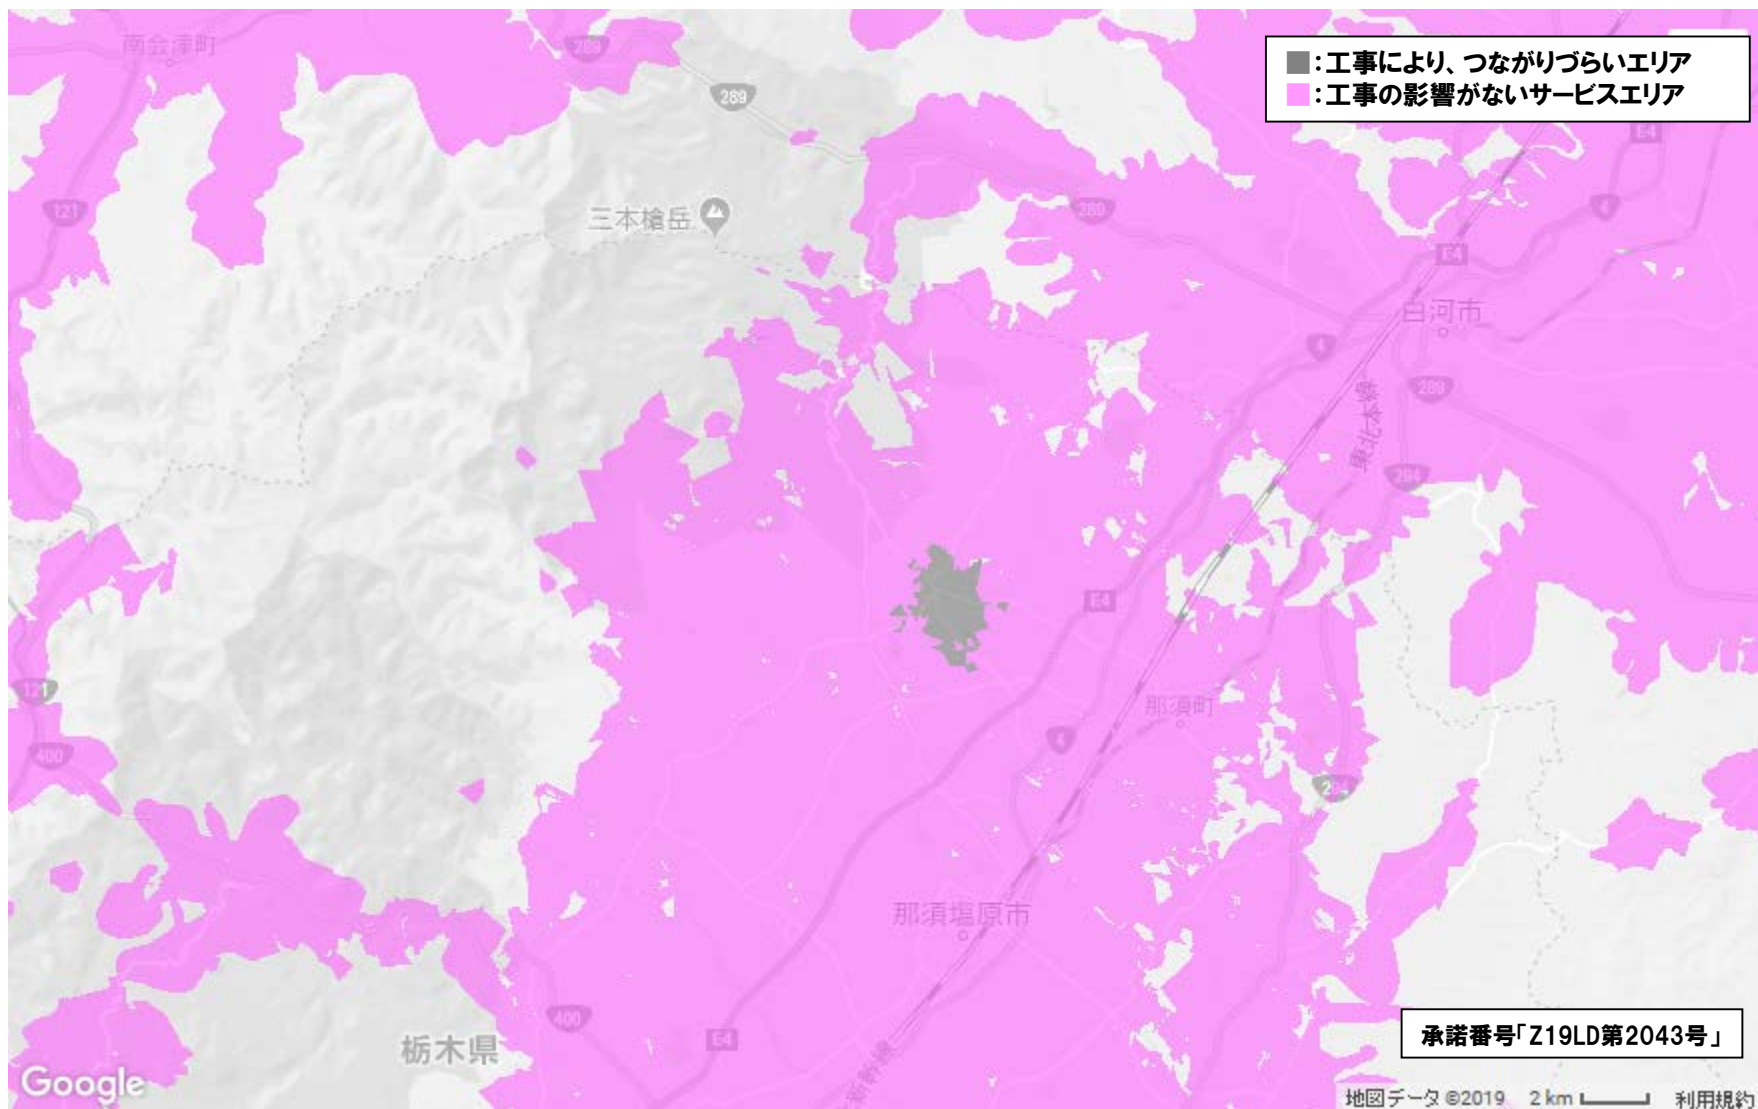 南会津町
289
■:工事により、つながりづらいエリア
■:工事の影響がないサービスエリア
289
E4
三本槍岳
121
289
4
E4
白河市
4
289
東北本線
294
E4
121
那須町
400
4
294
那須塩原市
400
E4
栃木県
承諾番号「Z19LD第2043号」
Google
地図データ ©2019 2 km 利用規約